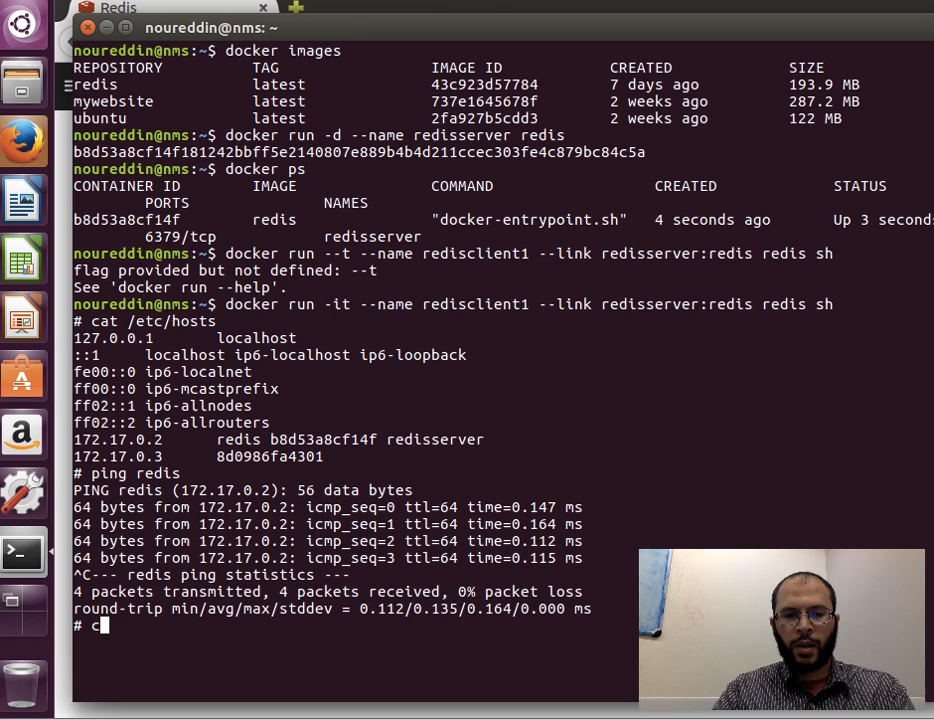 Redis
noureddin@nms: ~
noureddin@nms:~$ docker images
REPOSITORY TAG IMAGE ID CREATED SIZE
redis latest 43c923d57784 7 days ago 193.9 MB
mywebsite latest 737e1645678f 2 weeks ago 287.2 MB
ubuntu latest 2fa927b5cdd3 2 weeks ago 122 MB
noureddin@nms:~$ docker run -d --name redisserver redis
b8d53a8cf14f181242bbff5e2140807e889b4b4d211ccec303fe4c879bc84c5a
noureddin@nms:~$ docker ps
CONTAINER ID IMAGE COMMAND CREATED STATUS
PORTS NAMES
b8d53a8cf14f redis "docker-entrypoint.sh" 4 seconds ago Up 3 seconds
6379/tcp redisserver
noureddin@nms:~$ docker run --t --name redisclient1 --link redisserver:redis redis sh
flag provided but not defined: --t
See 'docker run --help'.
noureddin@nms:~$ docker run -it --name redisclient1 --link redisserver:redis redis sh
# cat /etc/hosts
127.0.0.1 localhost
::1 localhost ip6-localhost ip6-loopback
fe00::0 ip6-localnet
ff00::0 ip6-mcastprefix
ff02::1 ip6-allnodes
ff02::2 ip6-allrouters
172.17.0.2 redis b8d53a8cf14f redisserver
172.17.0.3 8d0986fa4301
# ping redis
PING redis (172.17.0.2): 56 data bytes
64 bytes from 172.17.0.2: icmp_seq=0 ttl=64 time=0.147 ms
64 bytes from 172.17.0.2: icmp_seq=1 ttl=64 time=0.164 ms
64 bytes from 172.17.0.2: icmp_seq=2 ttl=64 time=0.112 ms
64 bytes from 172.17.0.2: icmp_seq=3 ttl=64 time=0.115 ms
^C--- redis ping statistics ---
4 packets transmitted, 4 packets received, 0% packet loss
round-trip min/avg/max/stddev = 0.112/0.135/0.164/0.000 ms
# c